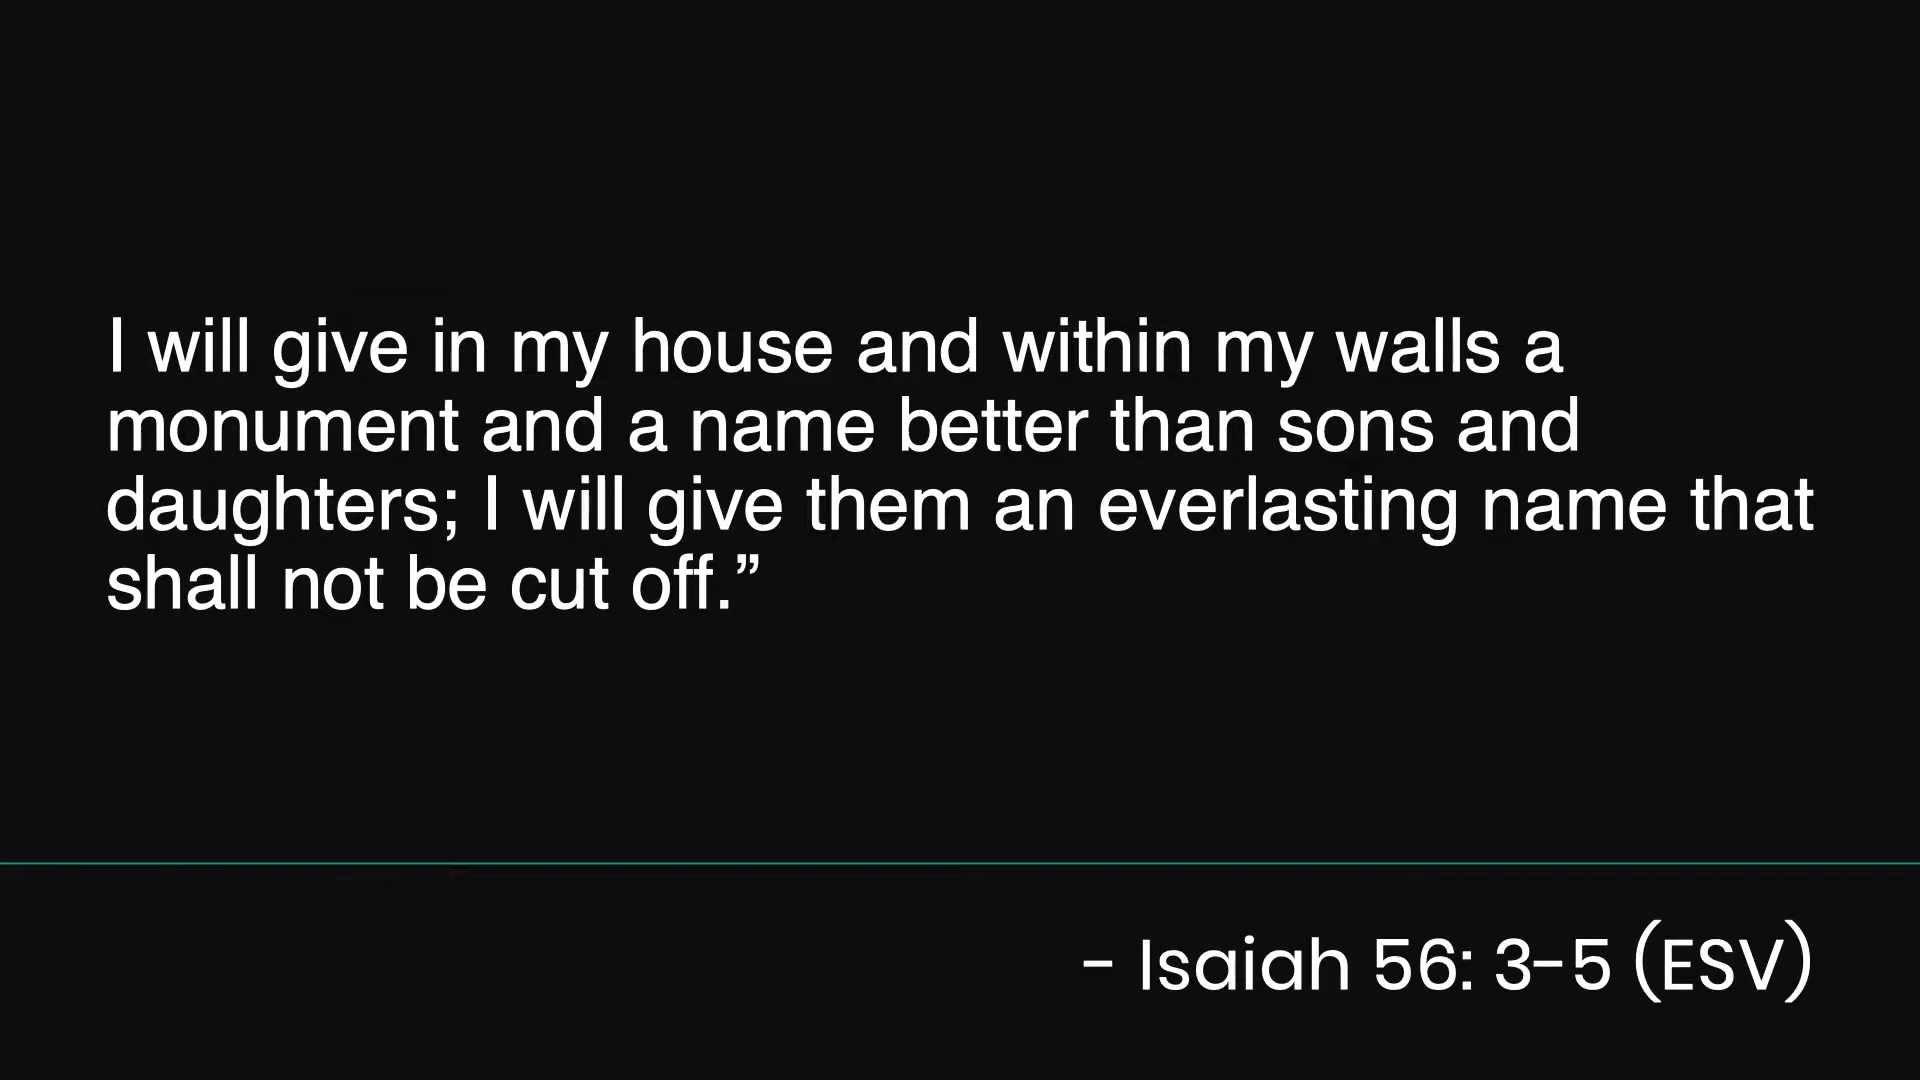 I will give in my house and within my walls a
monument and a name better than sons and
daughters; I will give them an everlasting name that
shall not be cut off.”
- Isaiah 56: 3-5 (ESV)